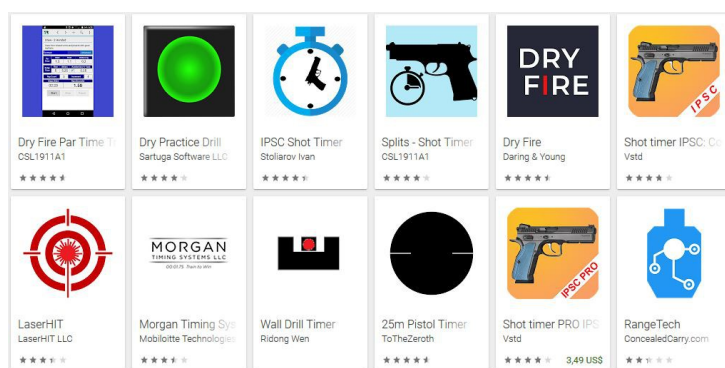 Dry Fire Par Time T
CSL1911A1
Dry Practice Drill
Sartuga Software LLC
IPSC Shot Timer
Stoliarov Ivan
Splits - Shot Timer
CSL1911A1
DRY
FIRE
Dry Fire
Daring & Young
IPSC
Shot timer IPSC: Co
Vstd
LaserHIT
LaserHIT LLC
MORGAN
TIMING SYSTEMS LLC
Morgan Timing Sys
Mobiloitte Technologies
Wall Drill Timer
Ridong Wen
25m Pistol Timer
ToTheZeroth
IPSC PRO
Shot timer PRO IPS
Vstd
3,49 US$
RangeTech
ConcealedCarry.com